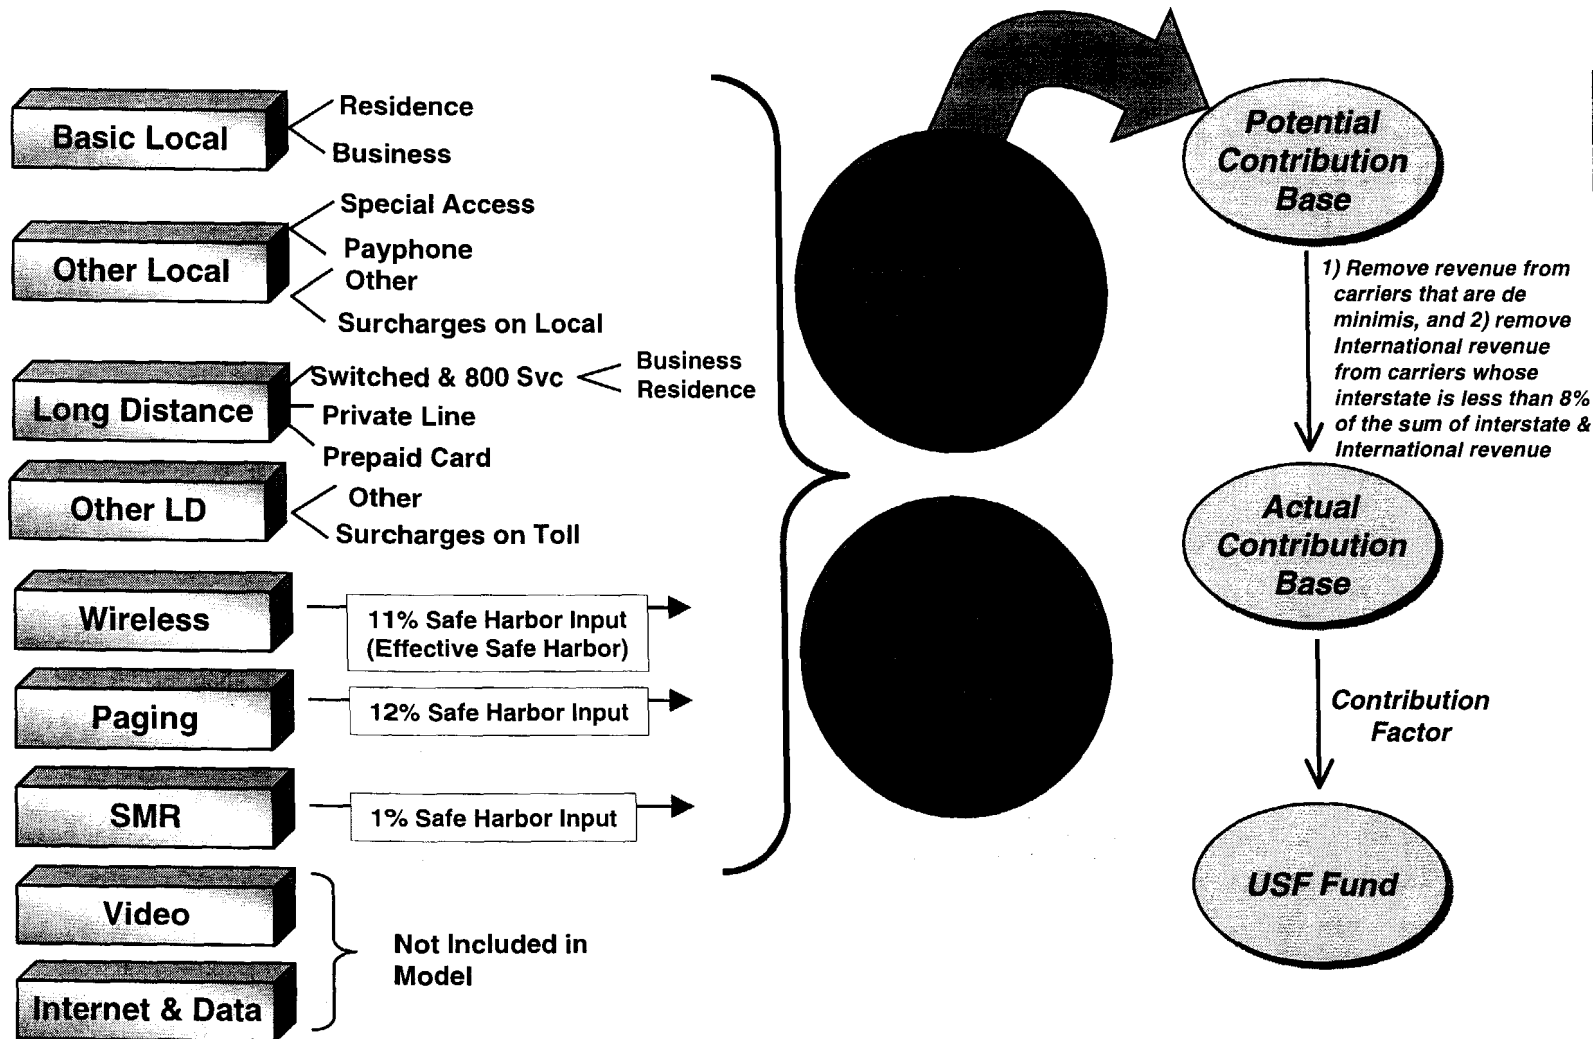 Basic Local
Residence
Business
Other Local
Special Access
Payphone
Other
Surcharges on Local
Long Distance
Switched & 800 Svc
Business
Residence
Private Line
Prepaid Card
Other LD
Other
Surcharges on Toll
Wireless
11% Safe Harbor Input
(Effective Safe Harbor)
Paging
12% Safe Harbor Input
SMR
1% Safe Harbor Input
Video
Internet & Data
Not Included in
Model
Potential
Contribution
Base
1) Remove revenue from
carriers that are de
minimis, and 2) remove
International revenue
from carriers whose
interstate is less than 8%
of the sum of interstate &
International revenue
Actual
Contribution
Base
Contribution
Factor
USF Fund